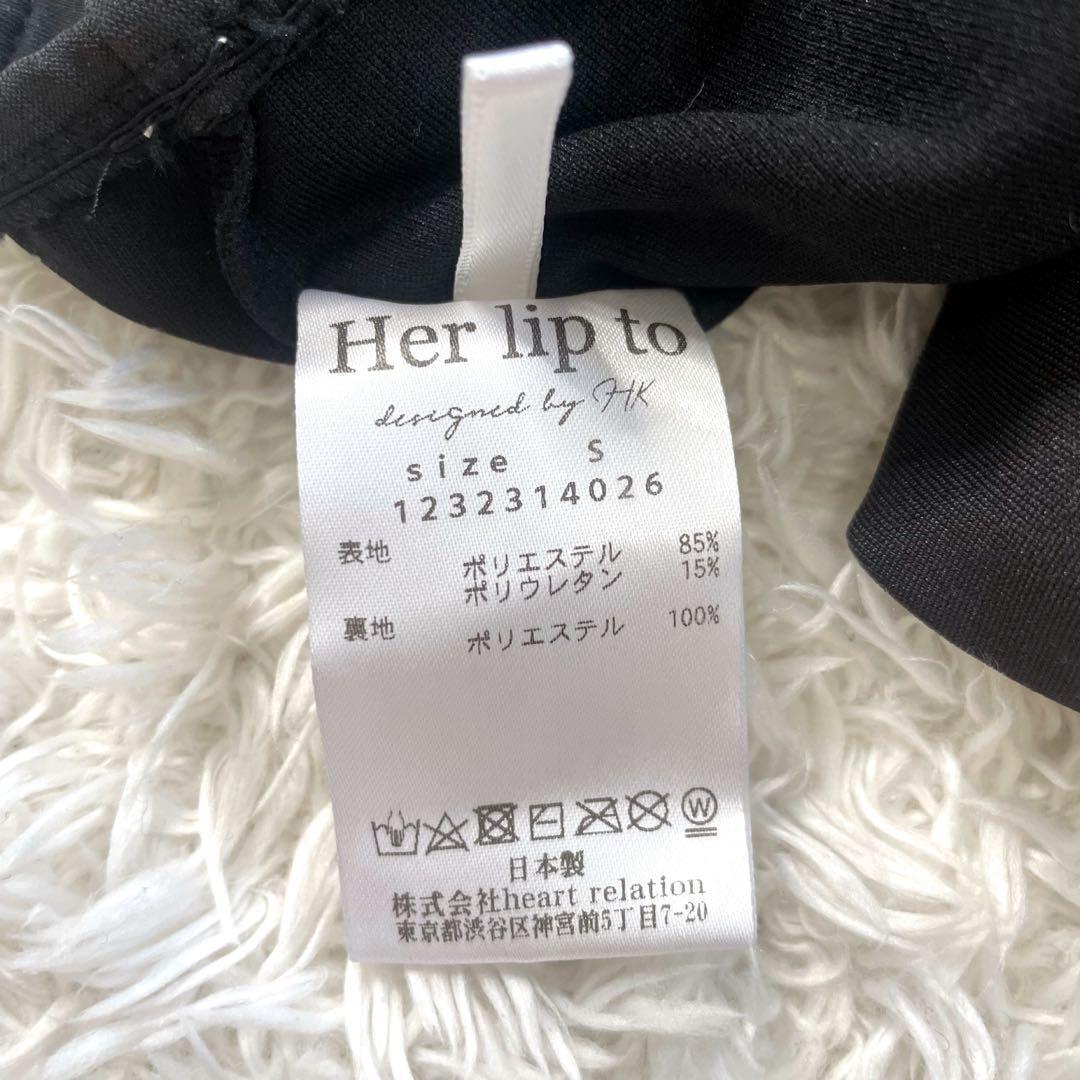 Her lip to
designed by HK
size S
1232314026
表地 ポリエステル 85%
ポリウレタン 15%
裏地 ポリエステル 100%
W
日本製
株式会社heart relation
東京都渋谷区神宮前5丁目7-20